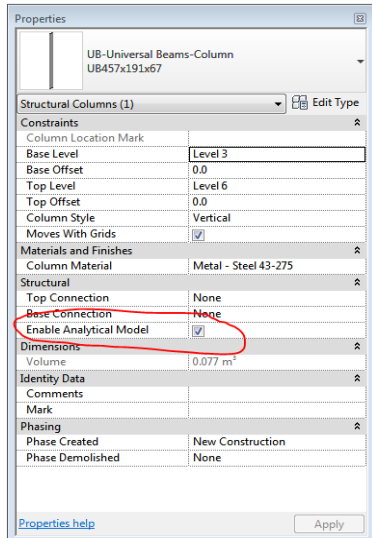 Properties
UB-Universal Beams-Column
UB457x191x67
Structural Columns (1) Edit Type
Constraints
Column Location Mark
Base Level Level 3
Base Offset 0.0
Top Level Level 6
Top Offset 0.0
Column Style Vertical
Moves With Grids
Materials and Finishes
Column Material Metal - Steel 43-275
Structural
Top Connection None
Base Connection None
Enable Analytical Model
Dimensions
Volume 0.077 m³
Identity Data
Comments
Mark
Phasing
Phase Created New Construction
Phase Demolished None
Properties help Apply